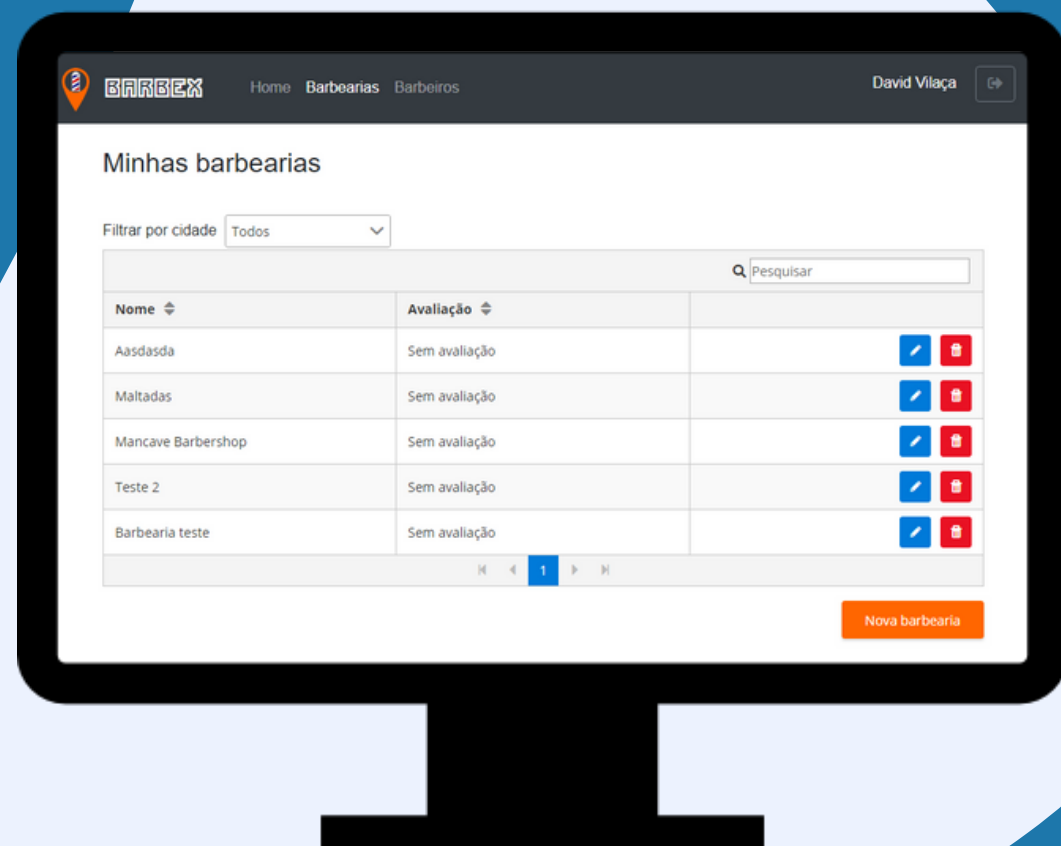 BARBEX Home Barbearias Barbeiros David Vilaça
Minhas barbearias
Filtrar por cidade Todos
Pesquisar
Nome Avaliação
Aasdasda Sem avaliação
Maltadas Sem avaliação
Mancave Barbershop Sem avaliação
Teste 2 Sem avaliação
Barbearia teste Sem avaliação
1
Nova barbearia